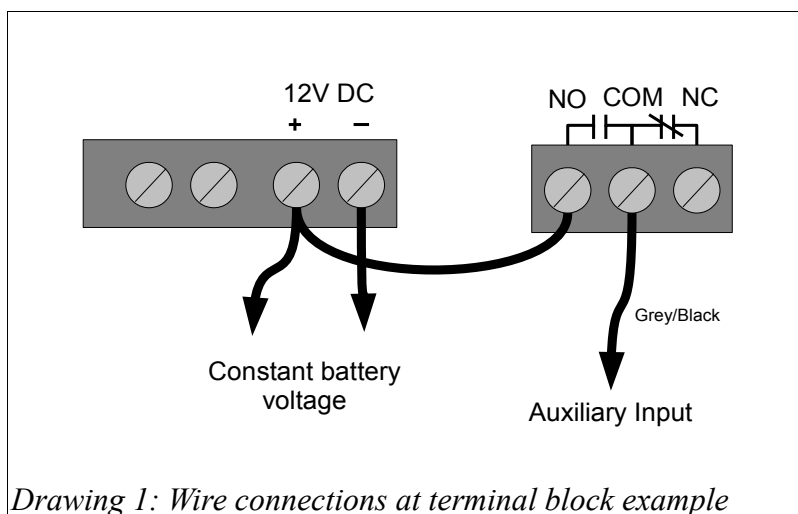 12V DC
+ –
NO COM NC
Grey/Black
Constant battery
voltage
Auxiliary Input
Drawing 1: Wire connections at terminal block example